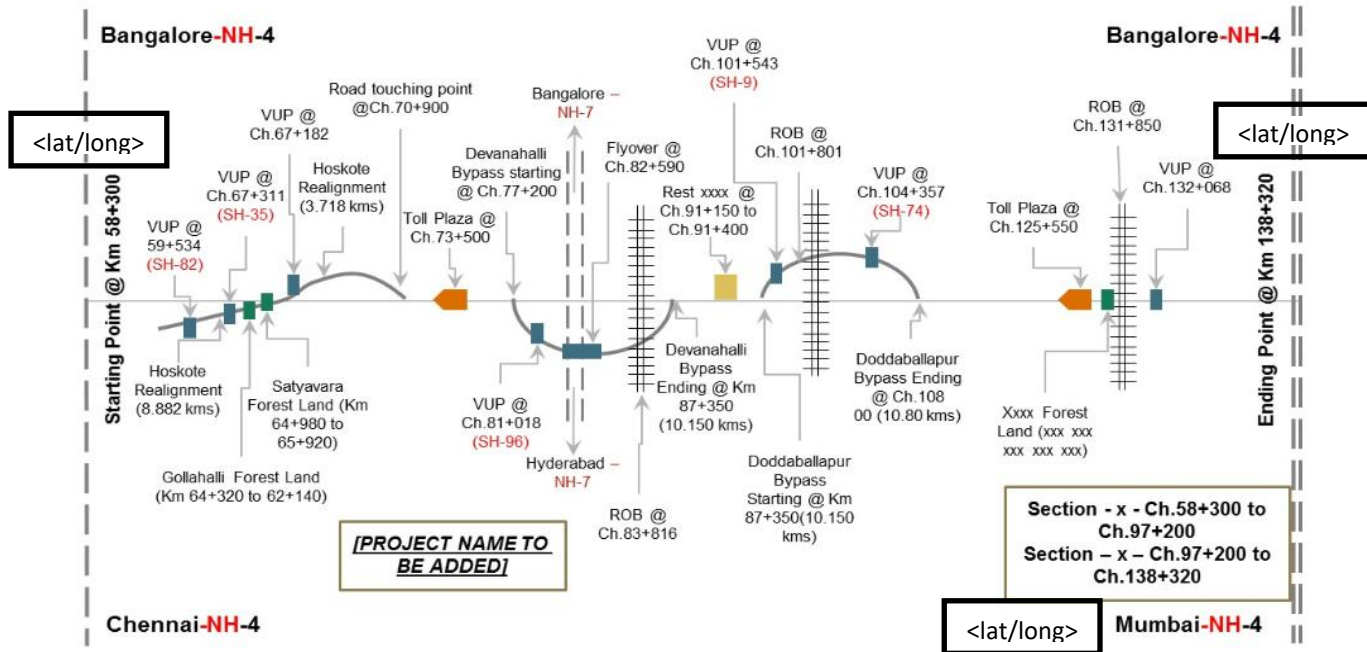 Bangalore-NH-4
Bangalore-NH-4
<lat/long>
<lat/long>
Starting Point @ Km 58+300
VUP @
59+534
(SH-82)
VUP @
Ch.67+311
(SH-35)
VUP @
Ch.67+182
Hoskote
Realignment
(3.718 kms)
Road touching point
@Ch.70+900
Toll Plaza @
Ch.73+500
Devanahalli
Bypass starting
@ Ch.77+200
Bangalore –
NH-7
Flyover @
Ch.82+590
Rest xxxx @
Ch.91+150 to
Ch.91+400
VUP @
Ch.101+543
(SH-9)
ROB @
Ch.101+801
VUP @
Ch.104+357
(SH-74)
Toll Plaza @
Ch.125+550
ROB @
Ch.131+850
VUP @
Ch.132+068
Ending Point @ Km 138+320
Hoskote
Realignment
(8.882 kms)
Gollahalli Forest Land
(Km 64+320 to 62+140)
Satyavara
Forest Land (Km
64+980 to
65+920)
VUP @
Ch.81+018
(SH-96)
Hyderabad –
NH-7
ROB @
Ch.83+816
Devanahalli
Bypass
Ending @ Km
87+350
(10.150 kms)
Doddaballapur
Bypass
Starting @ Km
87+350(10.150
kms)
Doddaballapur
Bypass Ending
@ Ch.108
00 (10.80 kms)
Xxxx Forest
Land (xxx xxx
xxx xxx xxx)
[PROJECT NAME TO
BE ADDED]
Section - x - Ch.58+300 to
Ch.97+200
Section – x – Ch.97+200 to
Ch.138+320
Chennai-NH-4
<lat/long>
Mumbai-NH-4